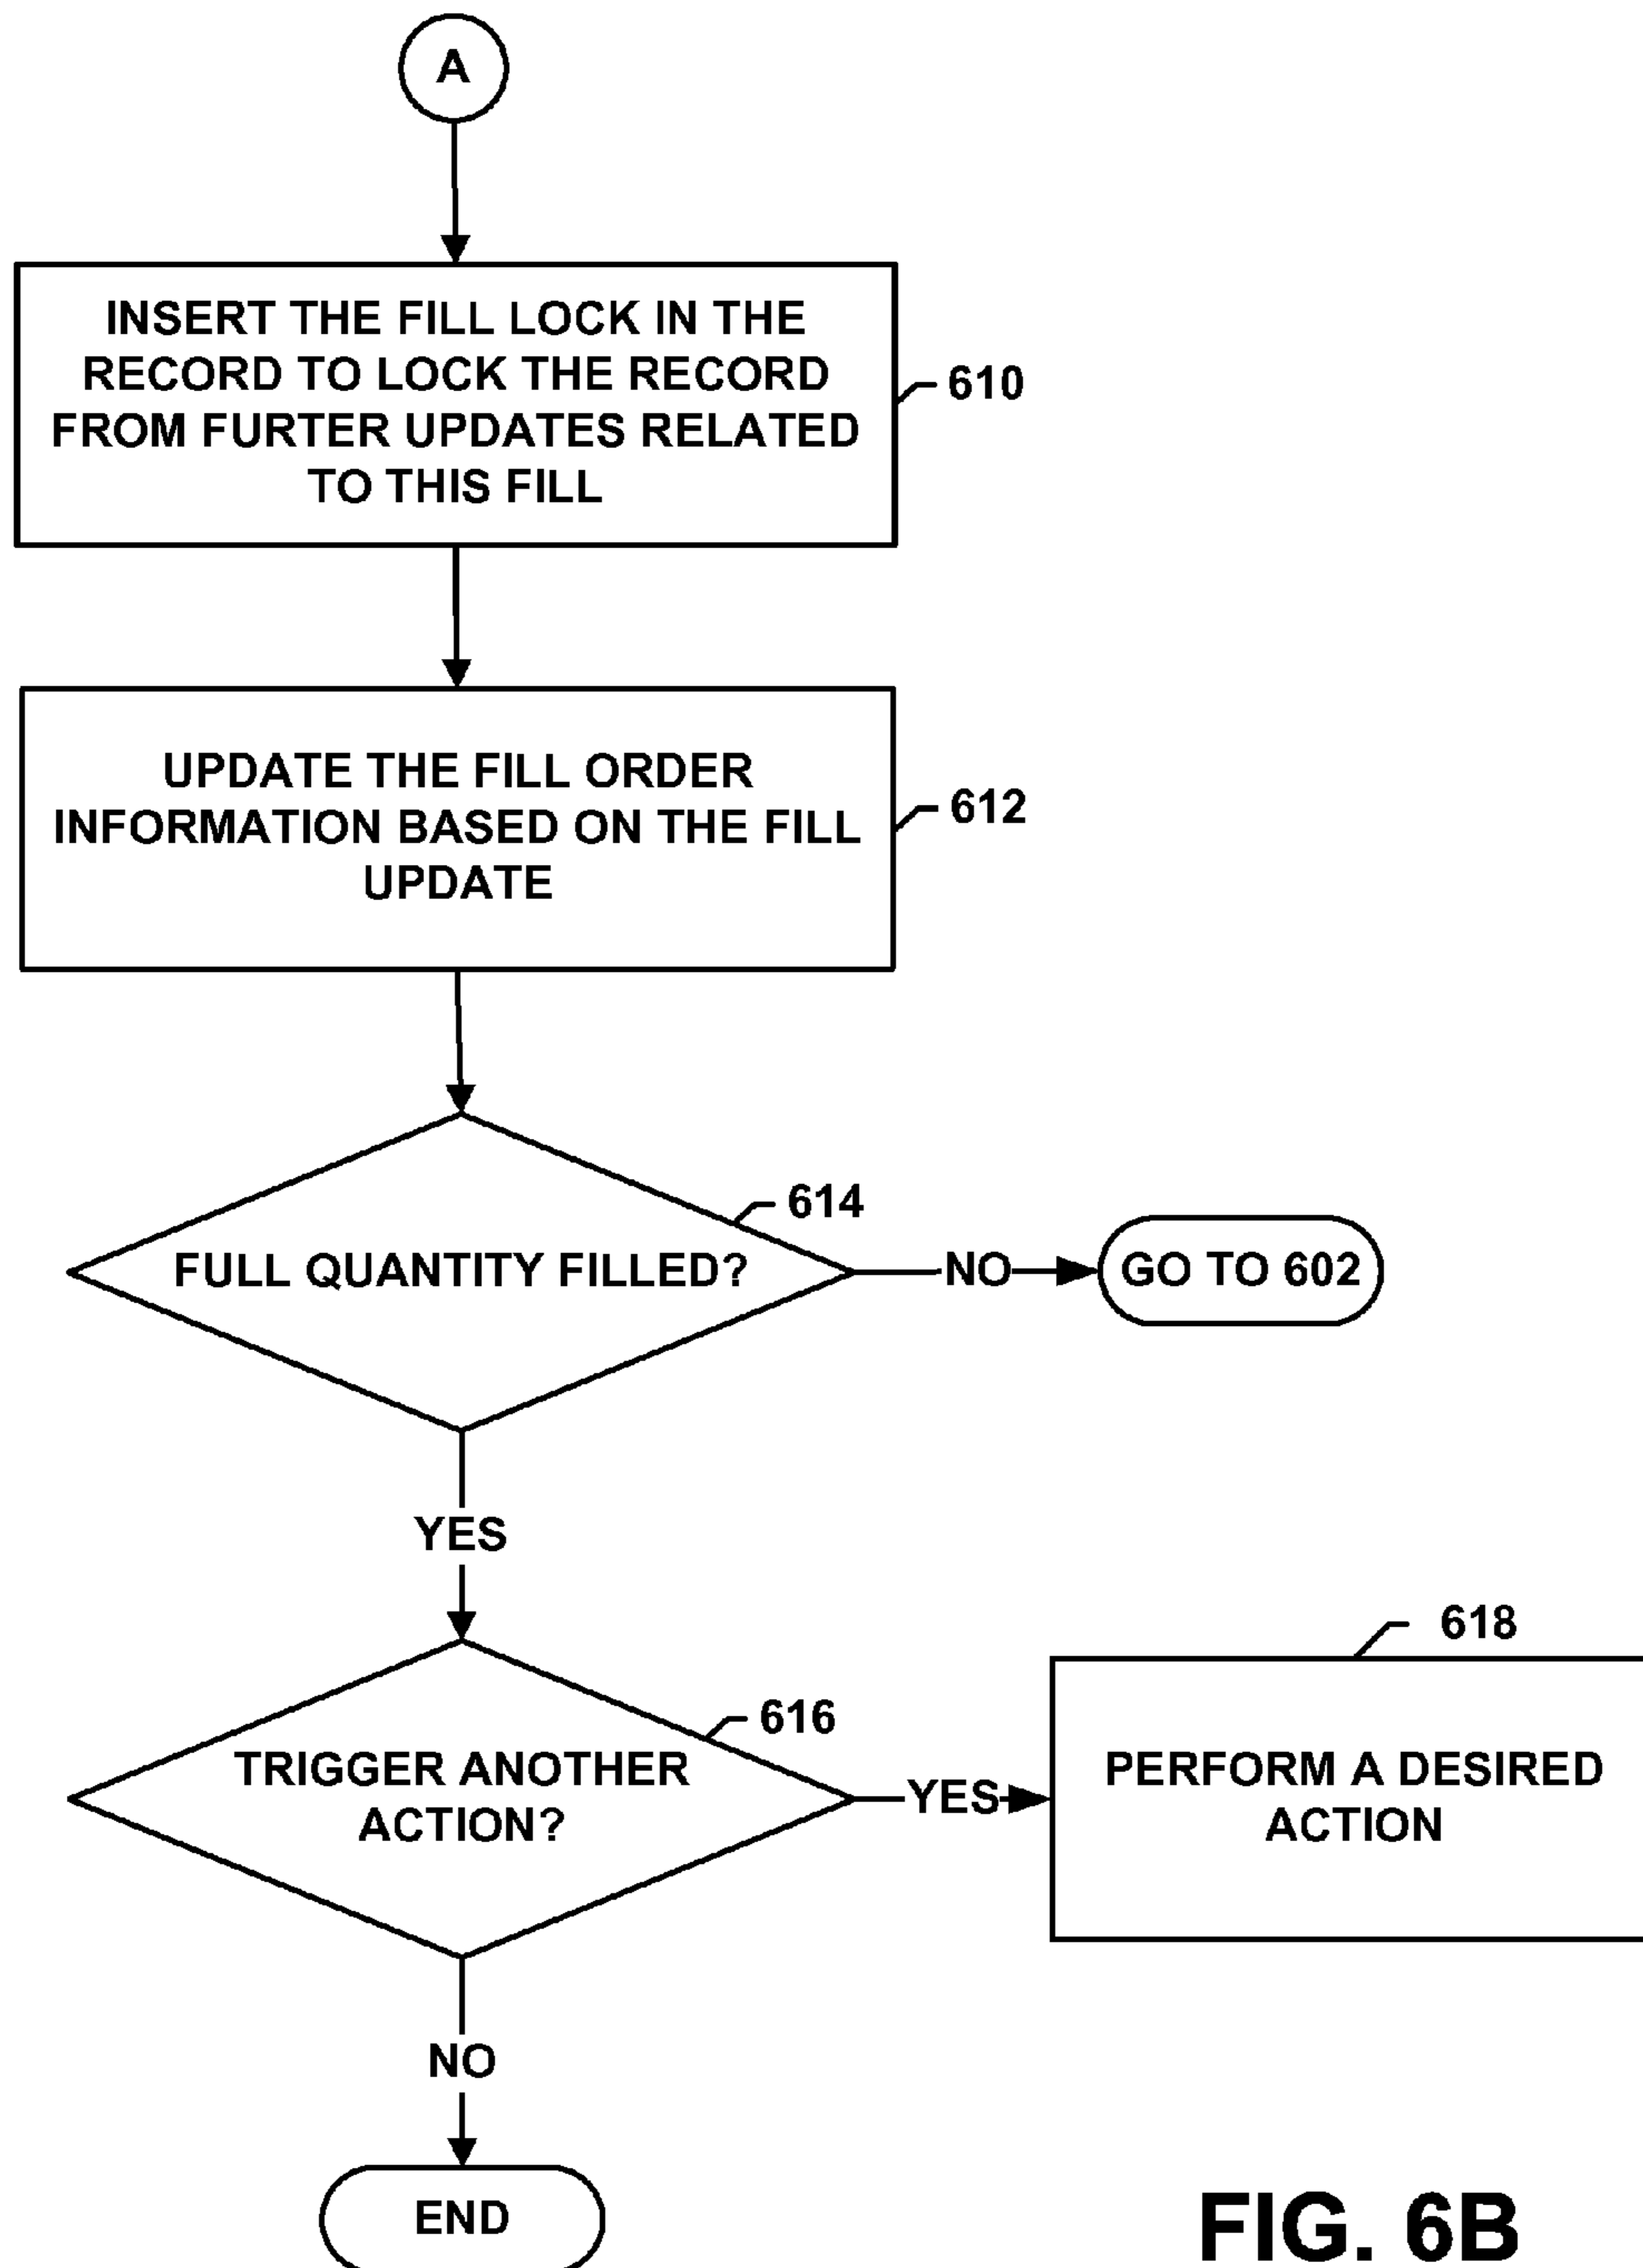 A
INSERT THE FILL LOCK IN THE
RECORD TO LOCK THE RECORD
FROM FURTER UPDATES RELATED
TO THIS FILL
610
UPDATE THE FILL ORDER
INFORMATION BASED ON THE FILL
UPDATE
612
614
FULL QUANTITY FILLED?
NO
GO TO 602
YES
618
616
TRIGGER ANOTHER
ACTION?
YES
PERFORM A DESIRED
ACTION
NO
END
FIG. 6B